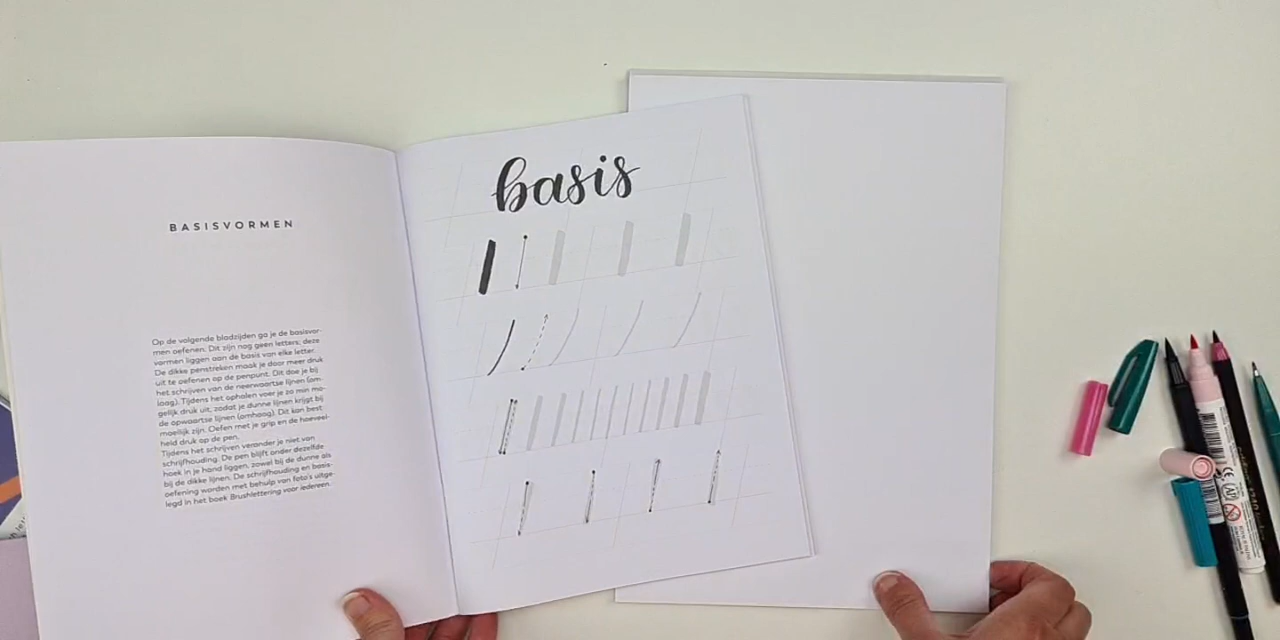 BASISVORMEN
Op de volgende bladzijden ga je de basisvor-
men oefenen. Dit zijn nog geen letters; deze
vormen liggen aan de basis van elke letter.
De dikke penstreken maak je door meer druk
uit te oefenen op de penpunt. Dit doe je bij
het schrijven van de neerwaartse lijnen (om-
laag). Tijdens het ophalen voer je zo min mo-
gelijk druk uit, zodat je dunne lijnen krijgt bij
de opwaartse lijnen (omhoog). Dit kan best
moeilijk zijn. Oefen met je grip en de hoeveel-
heid druk op de pen.
Tijdens het schrijven verander je niet van
schrijfhouding. De pen blijft onder dezelfde
hoek in je hand liggen, zowel bij de dunne als
bij de dikke lijnen. De schrijfhouding en basis-
oefening worden met behulp van foto's uitge-
legd in het boek Brushlettering voor iedereen.
basis